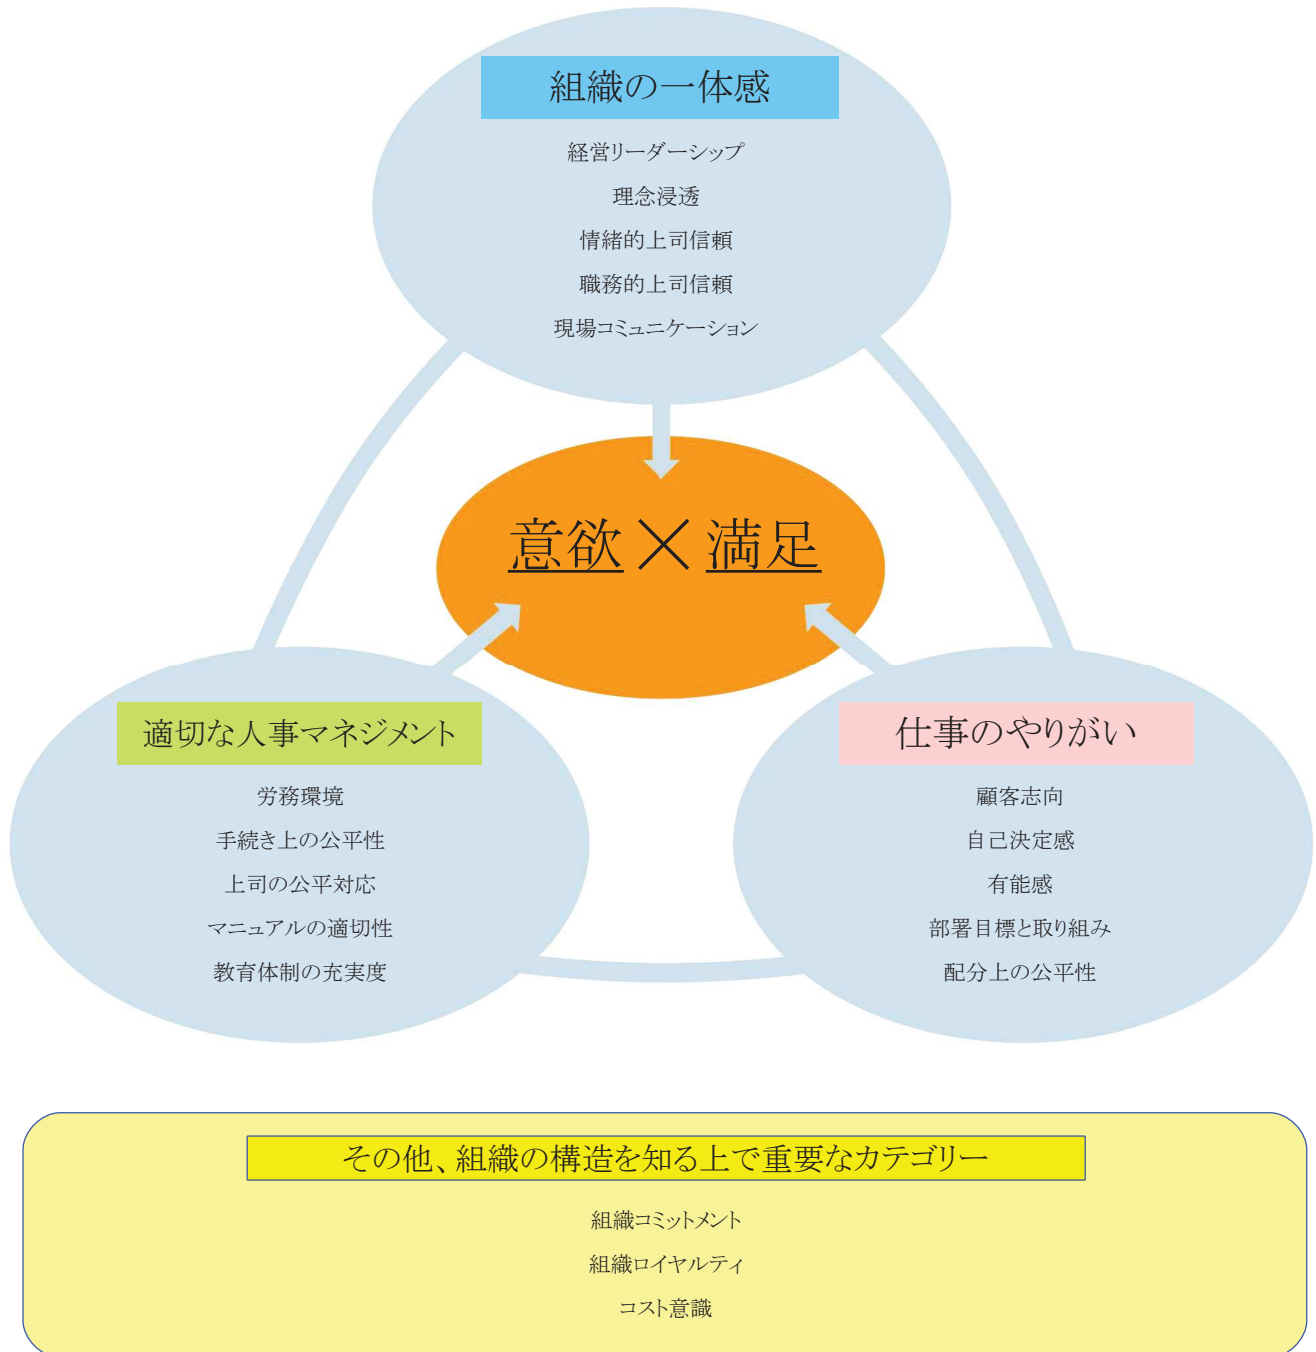 組織の一体感
経営リーダーシップ
理念浸透
情緒的上司信頼
職務的上司信頼
現場コミュニケーション
意欲×満足
適切な人事マネジメント
労務環境
手続き上の公平性
上司の公平対応
マニュアルの適切性
教育体制の充実度
仕事のやりがい
顧客志向
自己決定感
有能感
部署目標と取り組み
配分上の公平性
その他、組織の構造を知る上で重要なカテゴリー
組織コミットメント
組織ロイヤルティ
コスト意識